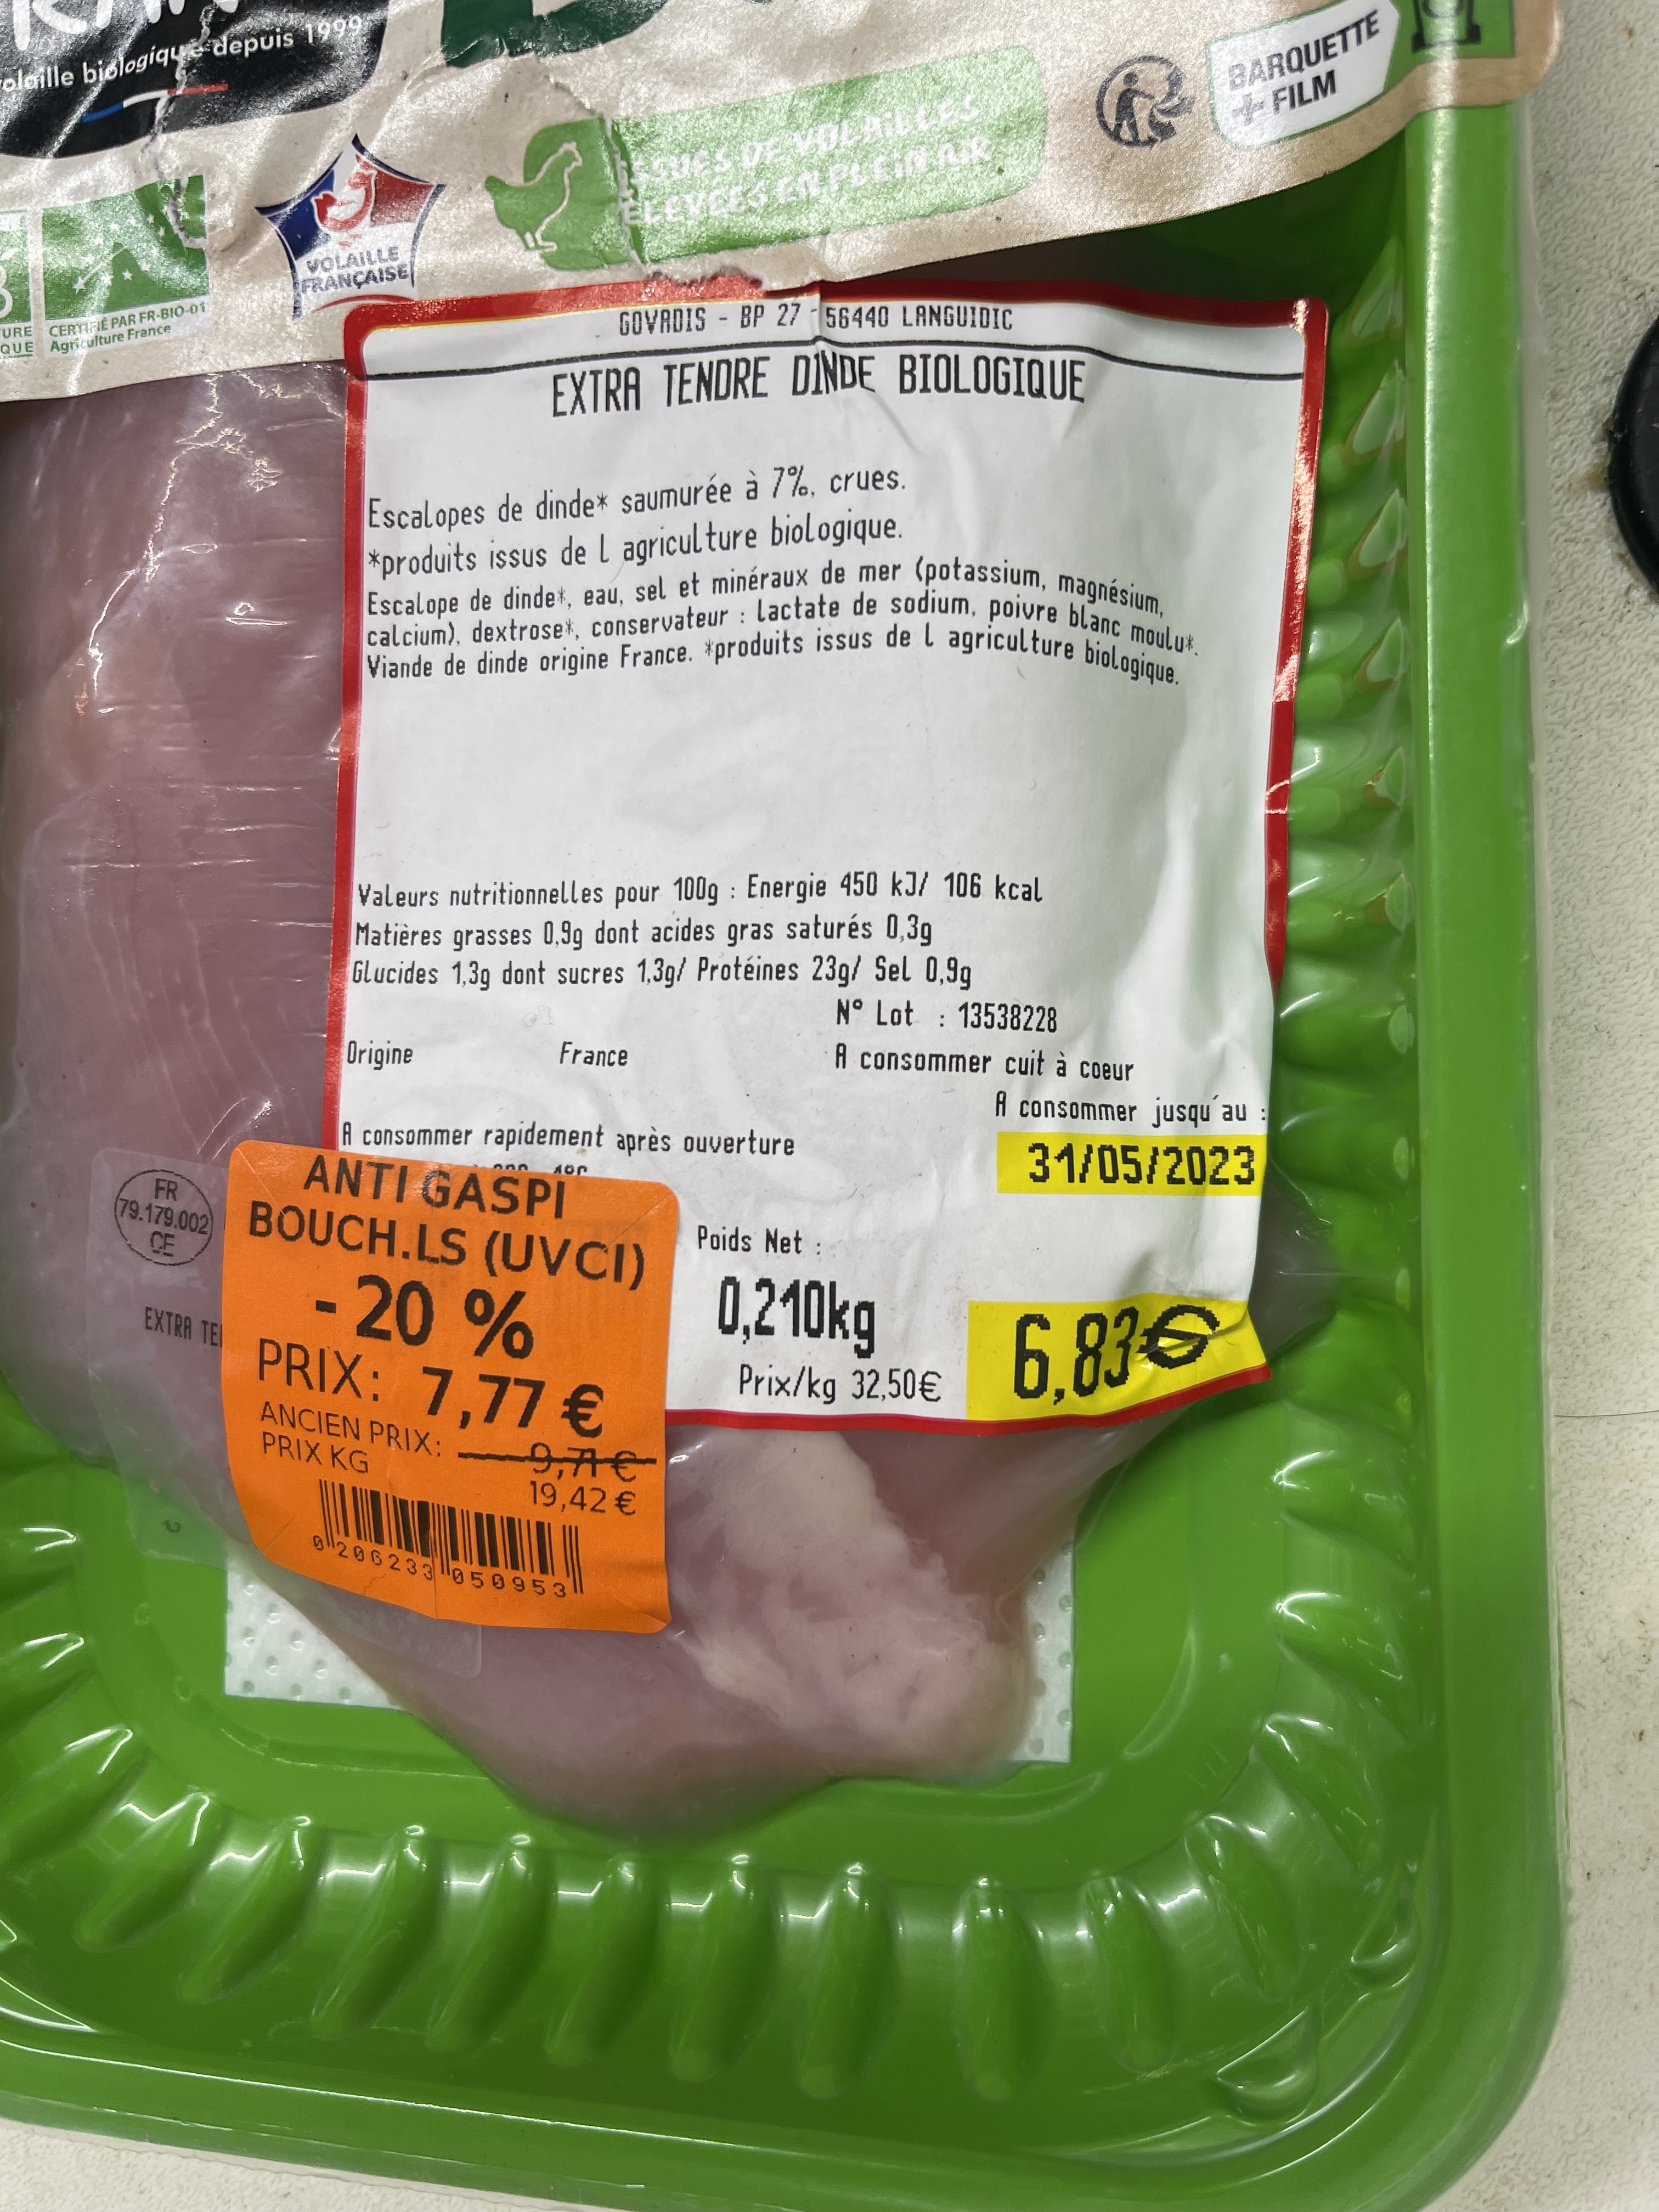 volaille biologique depuis 1999
BARQUETTE
+ FILM
ISSUES DE VOLAILLES
ÉLEVÉES EN PLEIN AIR
VOLAILLE
FRANÇAISE
CERTIFIÉ PAR FR-BIO-01
Agriculture France
GOVADIS - BP 27 - 56440 LANGUIDIC
EXTRA TENDRE DINDE BIOLOGIQUE
Escalopes de dinde* saumurée à 7%, crues.
*produits issus de l agriculture biologique.
Escalope de dinde*, eau, sel et minéraux de mer (potassium, magnésium,
calcium), dextrose*, conservateur : lactate de sodium, poivre blanc moulu*.
Viande de dinde origine France. *produits issus de l agriculture biologique.
Valeurs nutritionnelles pour 100g : Energie 450 kJ/ 106 kcal
Matières grasses 0,9g dont acides gras saturés 0,3g
Glucides 1,3g dont sucres 1,3g/ Protéines 23g/ Sel 0,9g
N° Lot : 13538228
Origine France
A consommer cuit à coeur
A consommer jusqu'au :
31/05/2023
A consommer rapidement après ouverture
Poids Net :
0,210kg
Prix/kg 32,50€
6,83€
FR
79.179.002
CE
EXTRA TE
ANTI GASPI
BOUCH.LS (UVCI)
- 20 %
PRIX: 7,77 €
ANCIEN PRIX: 9,71 €
PRIX KG 19,42 €
0 206233 050953